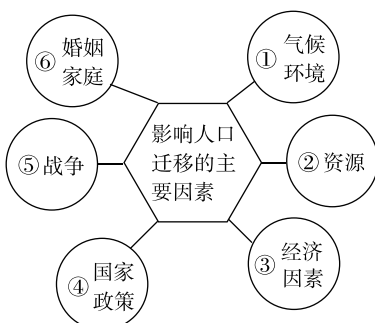 影响人口
迁移的主
要因素
①气候
环境
②资源
③经济
因素
④国家
政策
⑤战争
⑥婚姻
家庭